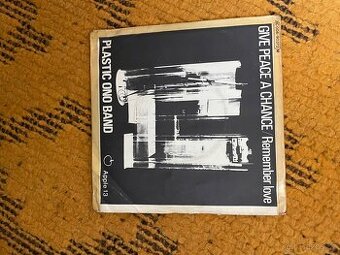 GIVE PEACE A CHANCE / Remember love
PLASTIC ONO BAND
Apple 13